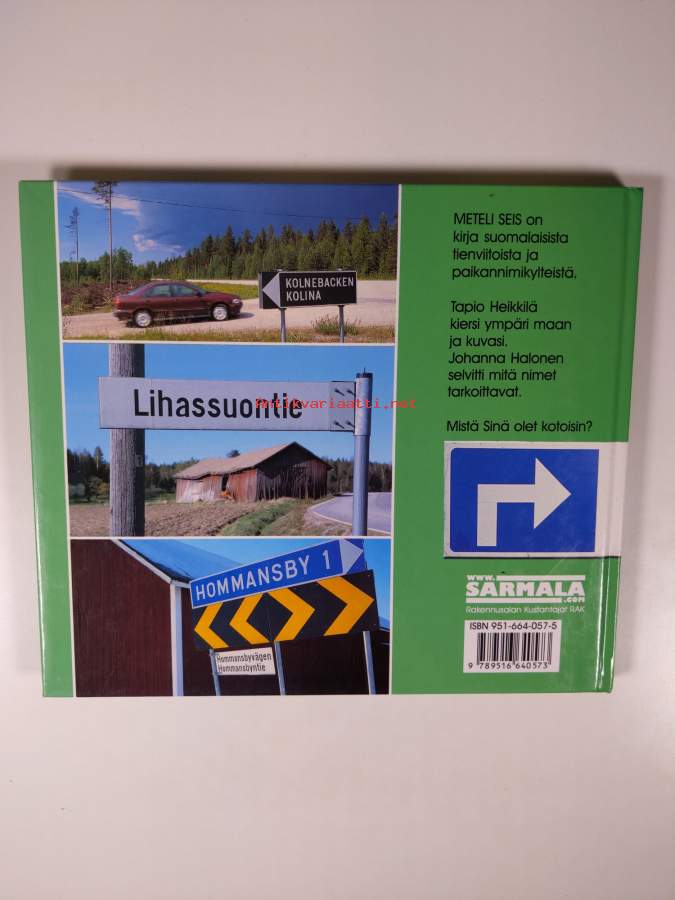 KOLNEBACKEN
KOLINA
Lihassuontie
Antikvariaatti.net
HOMMANSBY 1
Hommansbyvägen
Hommansbyntie
METELI SEIS on
kirja suomalaisista
tienviitoista ja
paikannimikylteistä.
Tapio Heikkilä
kiersi ympäri maan
ja kuvasi.
Johanna Halonen
selvitti mitä nimet
tarkoittavat.
Mistä Sinä olet kotoisin?
www.
SARMALA
.com
Rakennusalan Kustantajat RAK
ISBN 951-664-057-5
9 789516 640573